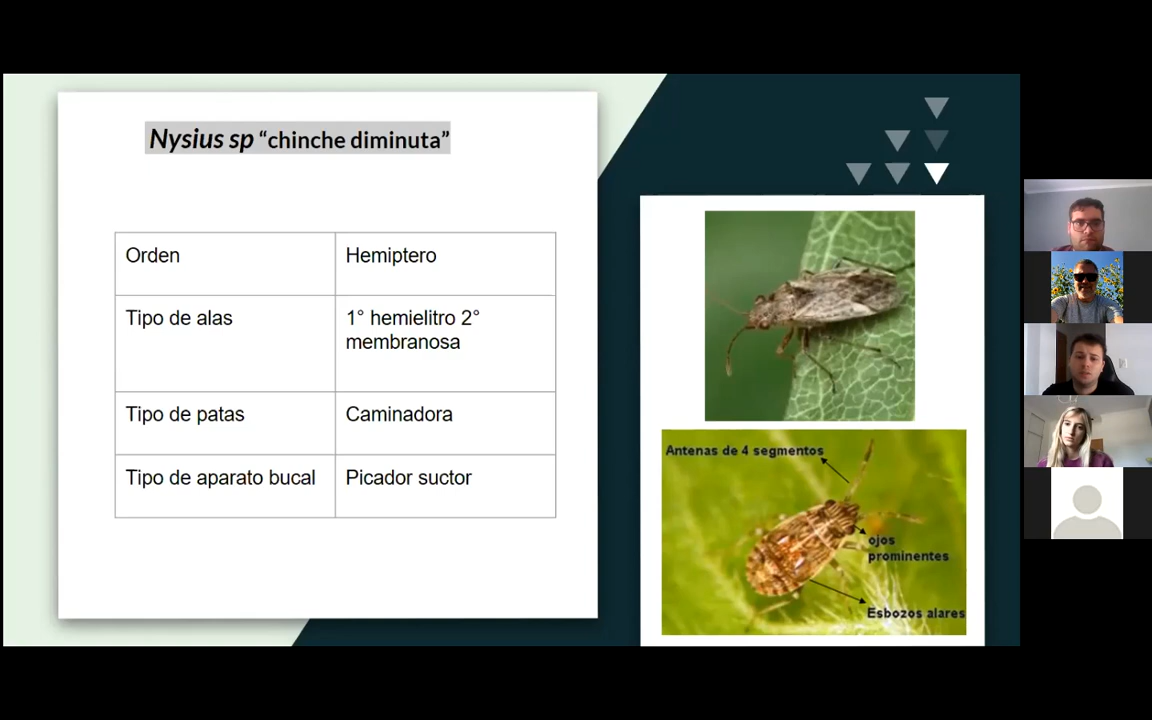 Nysius sp “chinche diminuta”
Orden
Hemiptero
Tipo de alas
1° hemielitro 2°
membranosa
Tipo de patas
Caminadora
Tipo de aparato bucal
Picador suctor
Antenas de 4 segmentos
ojos
prominentes
Esbozos alares